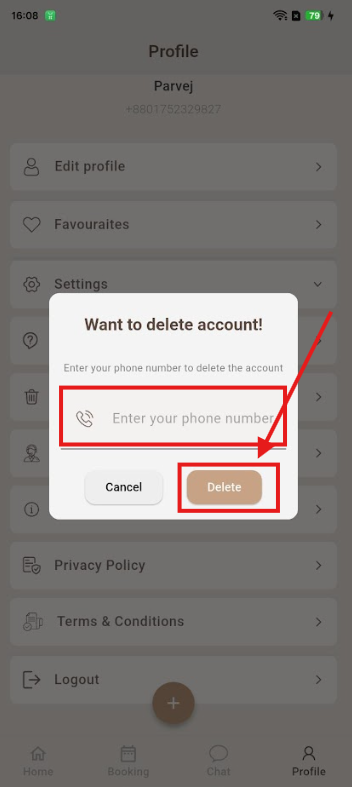 16:08
79
Profile
Parvej
+8801752329827
Edit profile
Favouraites
Settings
Want to delete account!
Enter your phone number to delete the account
Enter your phone number
Cancel
Delete
Privacy Policy
Terms & Conditions
Logout
+
Home
Booking
Chat
Profile